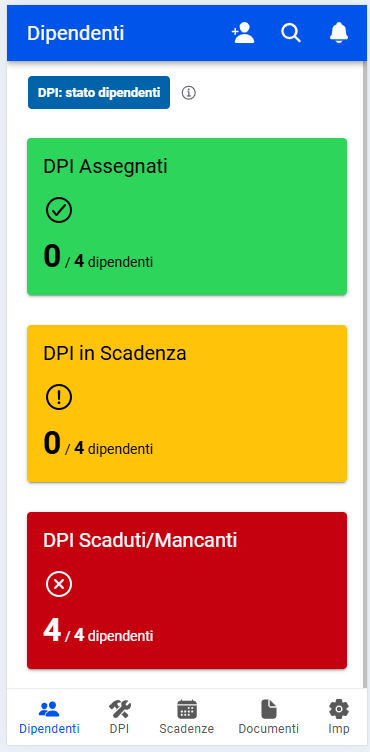 Dipendenti
DPI: stato dipendenti
DPI Assegnati
0 / 4 dipendenti
DPI in Scadenza
0 / 4 dipendenti
DPI Scaduti/Mancanti
4 / 4 dipendenti
Dipendenti DPI Scadenze Documenti Imp